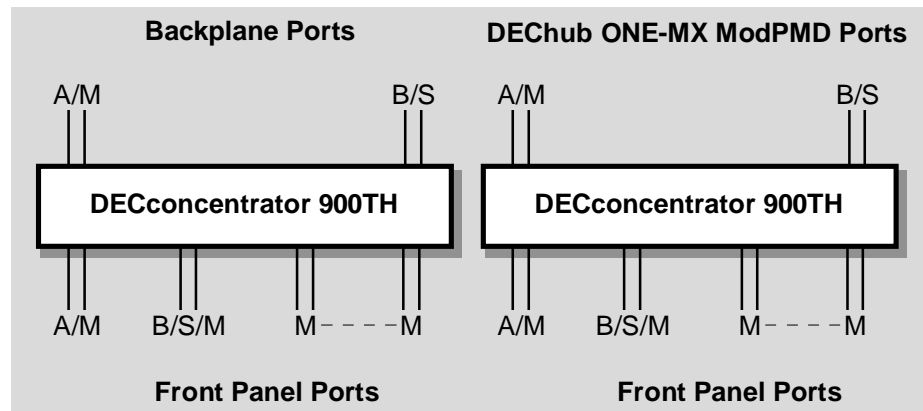 Backplane Ports
DEChub ONE-MX ModPMD Ports
A/M B/S A/M B/S
DECconcentrator 900TH DECconcentrator 900TH
A/M B/S/M M----M A/M B/S/M M----M
Front Panel Ports Front Panel Ports